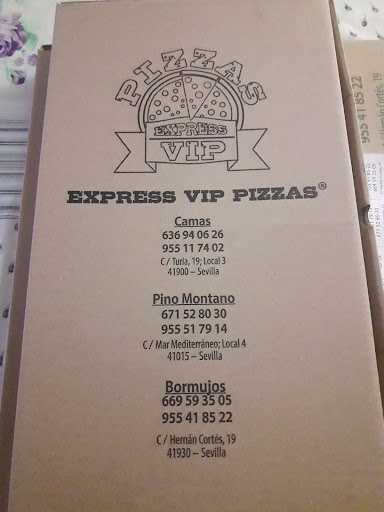 PIZZAS
EXPRESS
VIP
EXPRESS VIP PIZZAS®
Camas
636 94 06 26
955 11 74 02
C/ Turia, 19; Local 3
41900 – Sevilla
Pino Montano
671 52 80 30
955 51 79 14
C/ Mar Mediterráneo; Local 4
41015 – Sevilla
Bormujos
669 59 35 05
955 41 85 22
C/ Hernán Cortés, 19
41930 – Sevilla
955 41 85 22